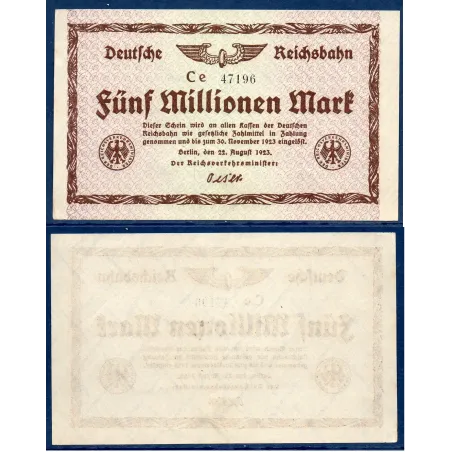 Deutsche Reichsbahn
Ce 47196
Fünf Millionen Mark
Dieser Schein wird an allen Kassen der Deutschen
Reichsbahn wie gesetzliche Zahlmittel in Zahlung
genommen und bis zum 30. November 1923 eingelöst.
Berlin, den 22. August 1923.
Der Reichsverkehrsminister: